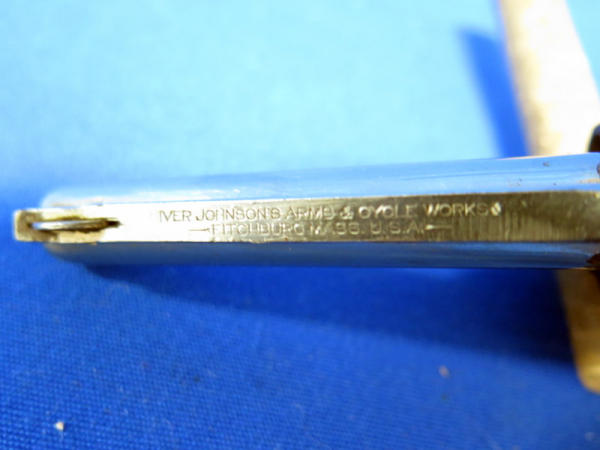 IVER JOHNSON'S ARMS & CYCLE WORKS
FITCHBURG MASS. U.S.A.